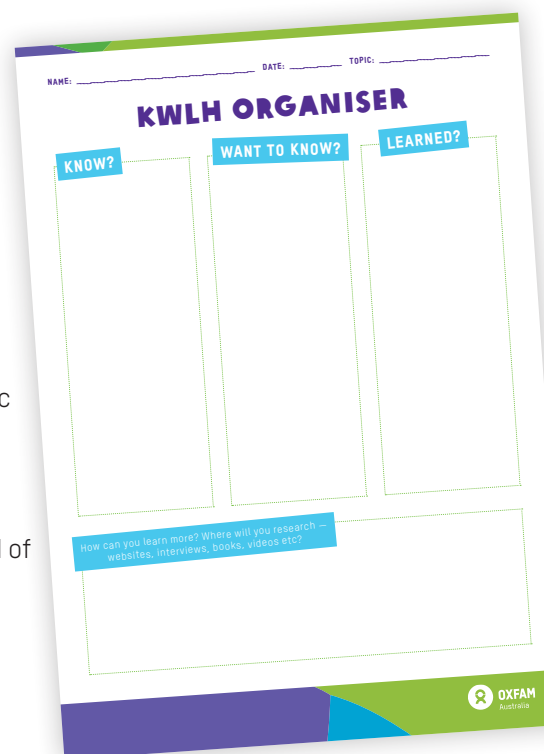 NAME: DATE: TOPIC:
KWLH ORGANISER
KNOW?
WANT TO KNOW?
LEARNED?
c
l of
How can you learn more? Where will you research —
websites, interviews, books, videos etc?
OXFAM
Australia